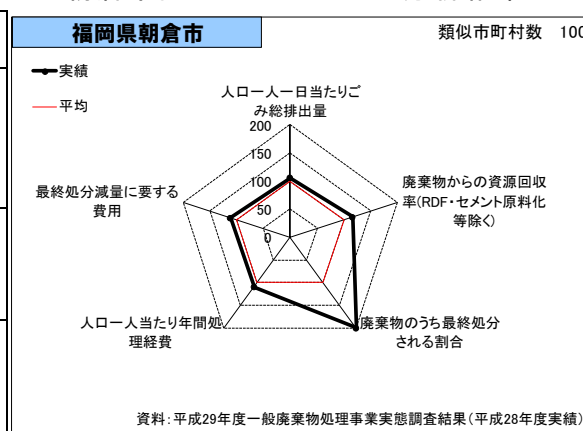 福岡県朝倉市
類似市町村数 100
実績
平均
人口一人一日当たりご
み総排出量
200
150
100
50
0
廃棄物からの資源回収
率(RDF・セメント原料化
等除く)
廃棄物のうち最終処分
される割合
人口一人当たり年間処
理経費
最終処分減量に要する
費用
資料:平成29年度一般廃棄物処理事業実態調査結果(平成28年度実績)